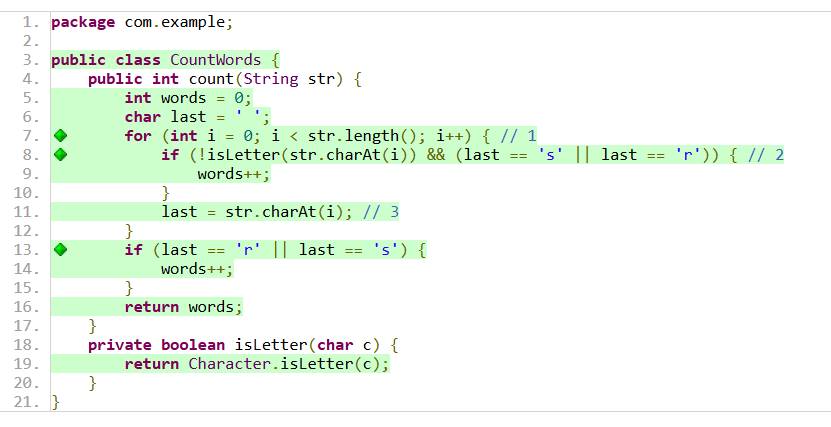 1. package com.example;
2.
3. public class CountWords {
4.     public int count(String str) {
5.         int words = 0;
6.         char last = ' ';
7.         for (int i = 0; i < str.length(); i++) { // 1
8.             if (!isLetter(str.charAt(i)) && (last == 's' || last == 'r')) { // 2
9.                 words++;
10.             }
11.             last = str.charAt(i); // 3
12.         }
13.         if (last == 'r' || last == 's') {
14.             words++;
15.         }
16.         return words;
17.     }
18.     private boolean isLetter(char c) {
19.         return Character.isLetter(c);
20.     }
21. }